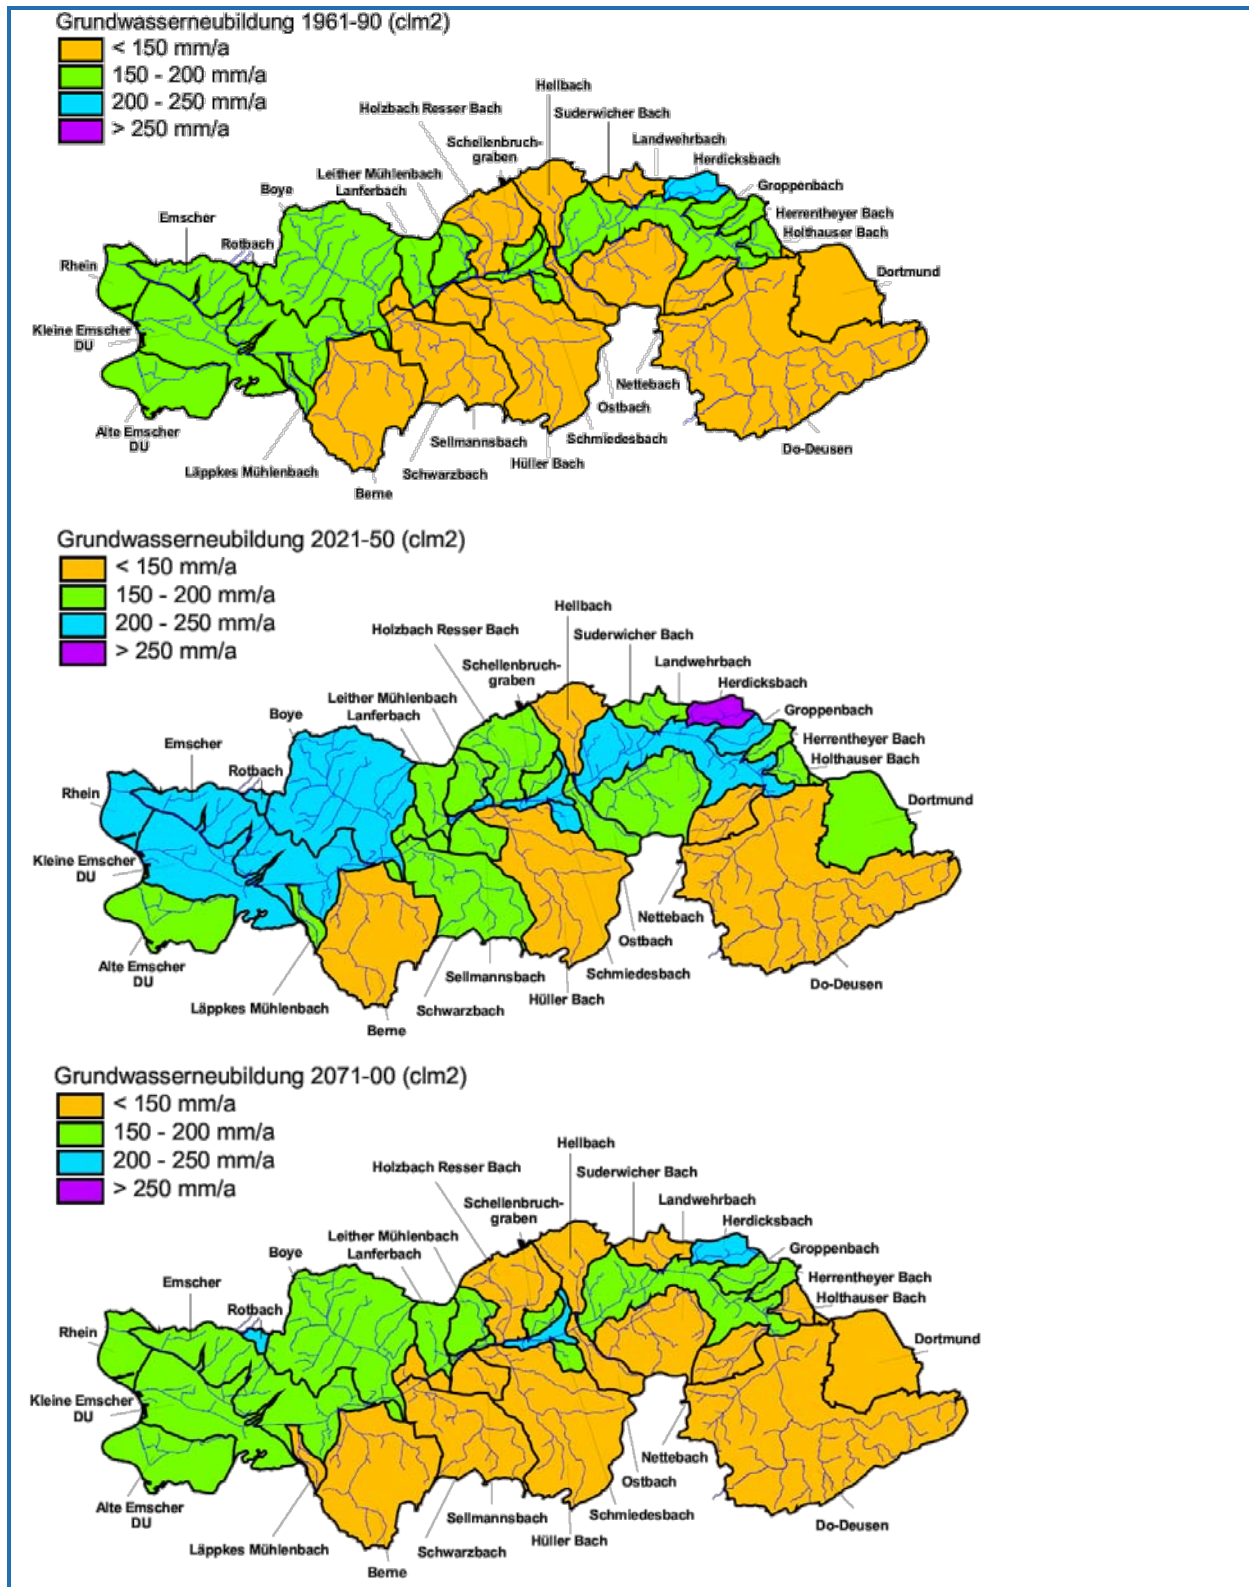 Grundwasserneubildung 1961-90 (clm2)
< 150 mm/a
150 - 200 mm/a
200 - 250 mm/a
> 250 mm/a
Hellbach
Holzbach Resser Bach
Suderwicher Bach
Schellenbruch-
graben
Landwehrbach
Herdicksbach
Leither Mühlenbach
Lanferbach
Boye
Groppenbach
Emscher
Herrentheyer Bach
Holthauser Bach
Rotbach
Rhein
Dortmund
Kleine Emscher
DU
Nettebach
Ostbach
Alte Emscher
DU
Schmiedesbach
Sellmannsbach
Do-Deusen
Hüller Bach
Läppkes Mühlenbach
Schwarzbach
Berne
Grundwasserneubildung 2021-50 (clm2)
< 150 mm/a
150 - 200 mm/a
200 - 250 mm/a
> 250 mm/a
Hellbach
Holzbach Resser Bach
Suderwicher Bach
Schellenbruch-
graben
Landwehrbach
Herdicksbach
Leither Mühlenbach
Lanferbach
Boye
Groppenbach
Emscher
Herrentheyer Bach
Holthauser Bach
Rotbach
Rhein
Dortmund
Kleine Emscher
DU
Nettebach
Ostbach
Alte Emscher
DU
Schmiedesbach
Sellmannsbach
Do-Deusen
Hüller Bach
Läppkes Mühlenbach
Schwarzbach
Berne
Grundwasserneubildung 2071-00 (clm2)
< 150 mm/a
150 - 200 mm/a
200 - 250 mm/a
> 250 mm/a
Hellbach
Holzbach Resser Bach
Suderwicher Bach
Schellenbruch-
graben
Landwehrbach
Herdicksbach
Leither Mühlenbach
Lanferbach
Boye
Groppenbach
Emscher
Herrentheyer Bach
Holthauser Bach
Rotbach
Rhein
Dortmund
Kleine Emscher
DU
Nettebach
Ostbach
Alte Emscher
DU
Schmiedesbach
Sellmannsbach
Do-Deusen
Hüller Bach
Läppkes Mühlenbach
Schwarzbach
Berne